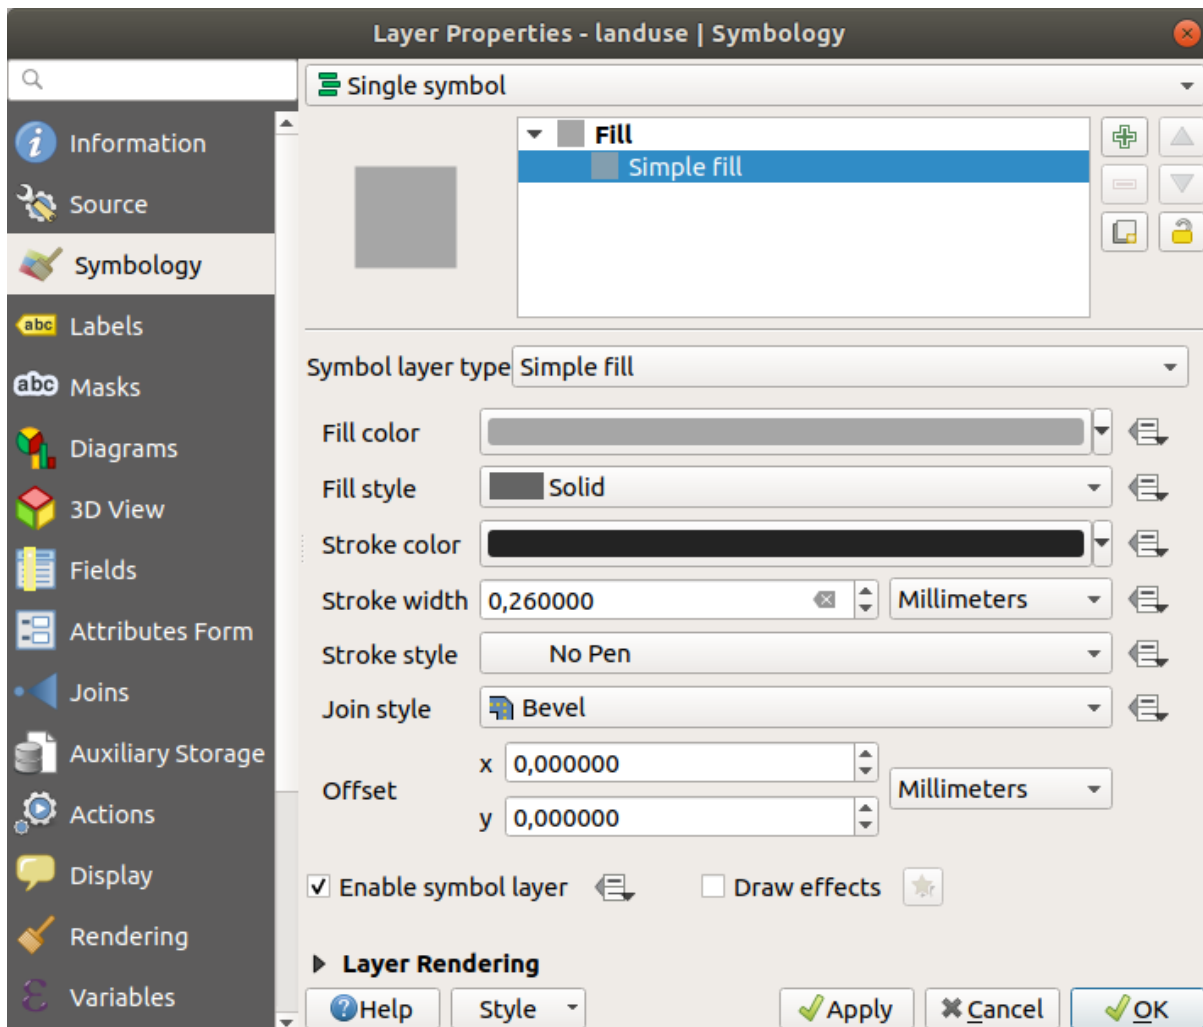 Layer Properties - landuse | Symbology
Single symbol
Information
Source
Symbology
abc Labels
abc Masks
Diagrams
3D View
Fields
Attributes Form
Joins
Auxiliary Storage
Actions
Display
Rendering
Variables
Fill
Simple fill
Symbol layer type Simple fill
Fill color
Fill style Solid
Stroke color
Stroke width 0,260000 Millimeters
Stroke style No Pen
Join style Bevel
Offset x 0,000000 Millimeters
y 0,000000
Enable symbol layer Draw effects
Layer Rendering
Help Style Apply Cancel OK